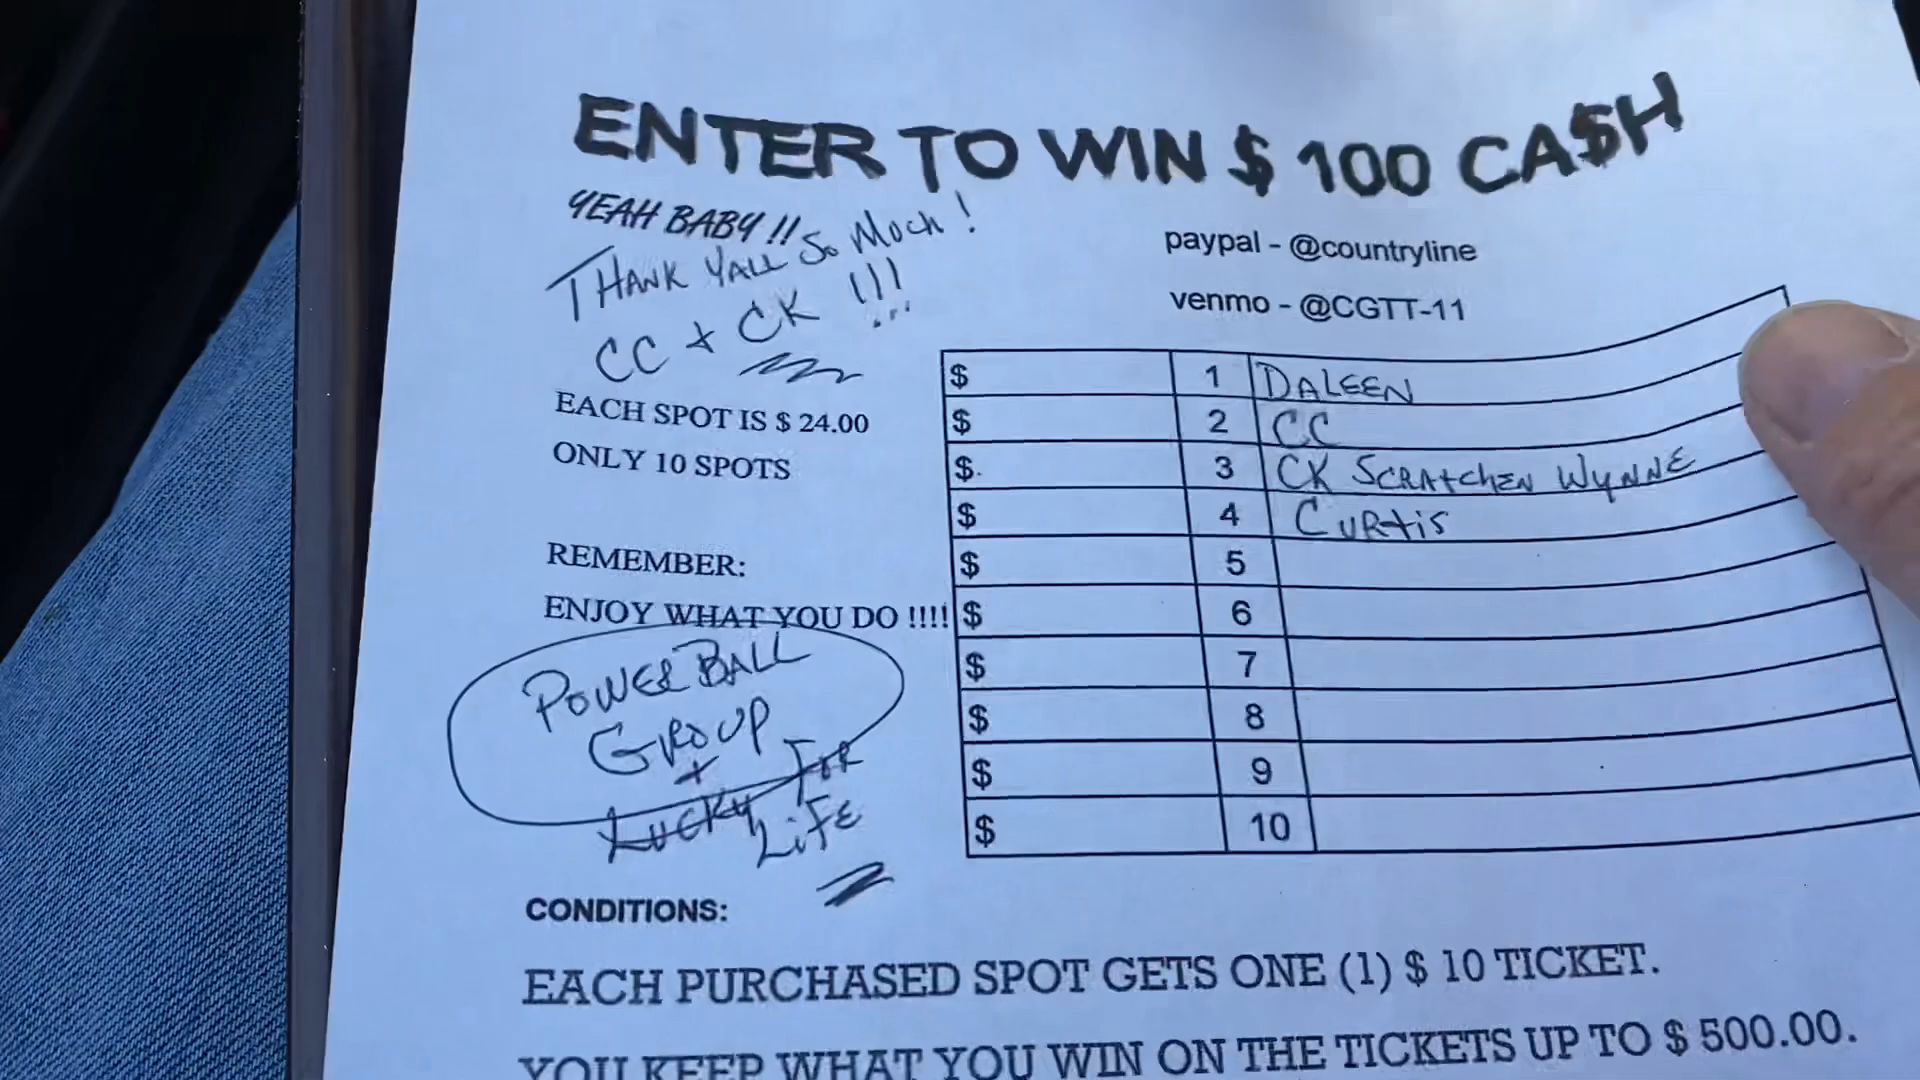 ENTER TO WIN $ 100 CA$H
YEAH BABY !!
THANK YALL SO MUCH !
CC + CK !!!
paypal - @countryline
venmo - @CGTT-11
EACH SPOT IS $ 24.00
ONLY 10 SPOTS
REMEMBER:
ENJOY WHAT YOU DO !!!!
POWERBALL
GROUP
+
LUCKY FOR
LIFE
$ 1 DALEEN
$ 2 CC
$. 3 CK SCRATCHEN WYNNE
$ 4 CURTIS
$ 5
$ 6
$ 7
$ 8
$ 9
$ 10
CONDITIONS:
EACH PURCHASED SPOT GETS ONE (1) $ 10 TICKET.
YOU KEEP WHAT YOU WIN ON THE TICKETS UP TO $ 500.00.